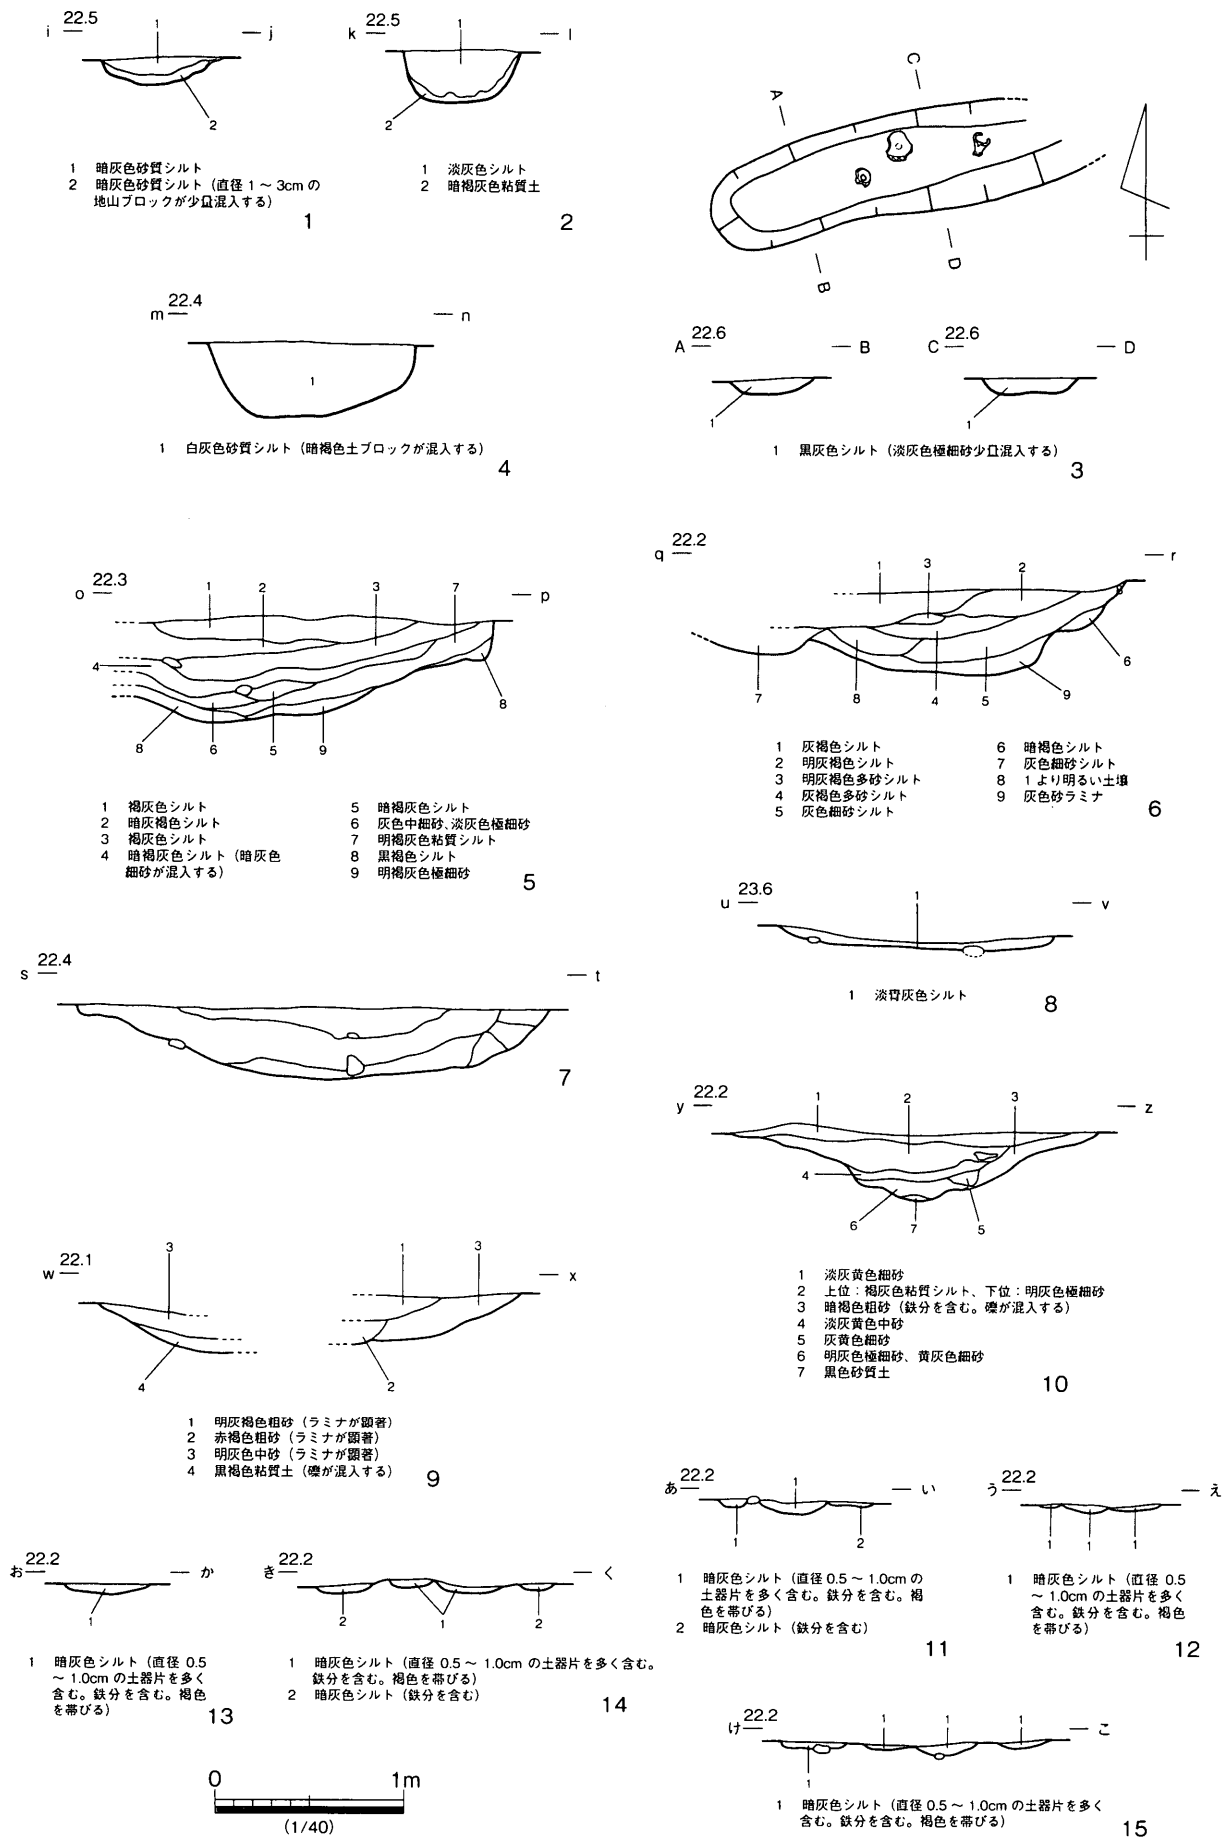 i 22.5 j
1
2
1 暗灰色砂質シルト
2 暗灰色砂質シルト（直径 1 ～ 3cm の
地山ブロックが少量混入する）
1
k 22.5 l
1
2
1 淡灰色シルト
2 暗褐灰色粘質土
2
A
C
B
D
A 22.6 B
1
C 22.6 D
1
1 黒灰色シルト（淡灰色極細砂少量混入する）
3
m 22.4 n
1
1 白灰色砂質シルト（暗褐色土ブロックが混入する）
4
o 22.3 p
1 2 3 7
4
8
8 6 5 9
1 褐灰色シルト
2 暗灰褐色シルト
3 褐灰色シルト
4 暗褐灰色シルト（暗灰色
細砂が混入する）
5 暗褐灰色シルト
6 灰色中細砂、淡灰色極細砂
7 明褐灰色粘質シルト
8 黒褐色シルト
9 明褐灰色極細砂
5
q 22.2 r
1 3 2
8
6
7 8 4 5 9
1 灰褐色シルト
2 明灰褐色シルト
3 明灰褐色多砂シルト
4 灰褐色多砂シルト
5 灰色細砂シルト
6 暗褐色シルト
7 灰色細砂シルト
8 1 より明るい土壌
9 灰色砂ラミナ
6
s 22.4 t
7
u 23.6 v
1
1 淡青灰色シルト
8
w 22.1 x
3 1 3
4 2
1 明灰褐色粗砂（ラミナが顕著）
2 赤褐色粗砂（ラミナが顕著）
3 明灰色中砂（ラミナが顕著）
4 黒褐色粘質土（礫が混入する）
9
y 22.2 z
1 2 3
4
6 7 5
1 淡灰黄色細砂
2 上位：褐灰色粘質シルト、下位：明灰色極細砂
3 暗褐色粗砂（鉄分を含む。礫が混入する）
4 淡灰黄色中砂
5 灰黄色細砂
6 明灰色極細砂、黄灰色細砂
7 黒色砂質土
10
あ 22.2 い
1
1 2
1 暗灰色シルト（直径 0.5 ～ 1.0cm の
土器片を多く含む。鉄分を含む。褐
色を帯びる）
2 暗灰色シルト（鉄分を含む）
11
う 22.2 え
1 1 1
1 暗灰色シルト（直径 0.5
～ 1.0cm の土器片を多く
含む。鉄分を含む。褐色
を帯びる）
12
お 22.2 か
1
1 暗灰色シルト（直径 0.5
～ 1.0cm の土器片を多く
含む。鉄分を含む。褐色
を帯びる）
13
き 22.2 く
2 1 2
1 暗灰色シルト（直径 0.5 ～ 1.0cm の土器片を多く含む。
鉄分を含む。褐色を帯びる）
2 暗灰色シルト（鉄分を含む）
14
け 22.2 こ
1 1 1
1
1 暗灰色シルト（直径 0.5 ～ 1.0cm の土器片を多く
含む。鉄分を含む。褐色を帯びる）
15
0 1m
(1/40)